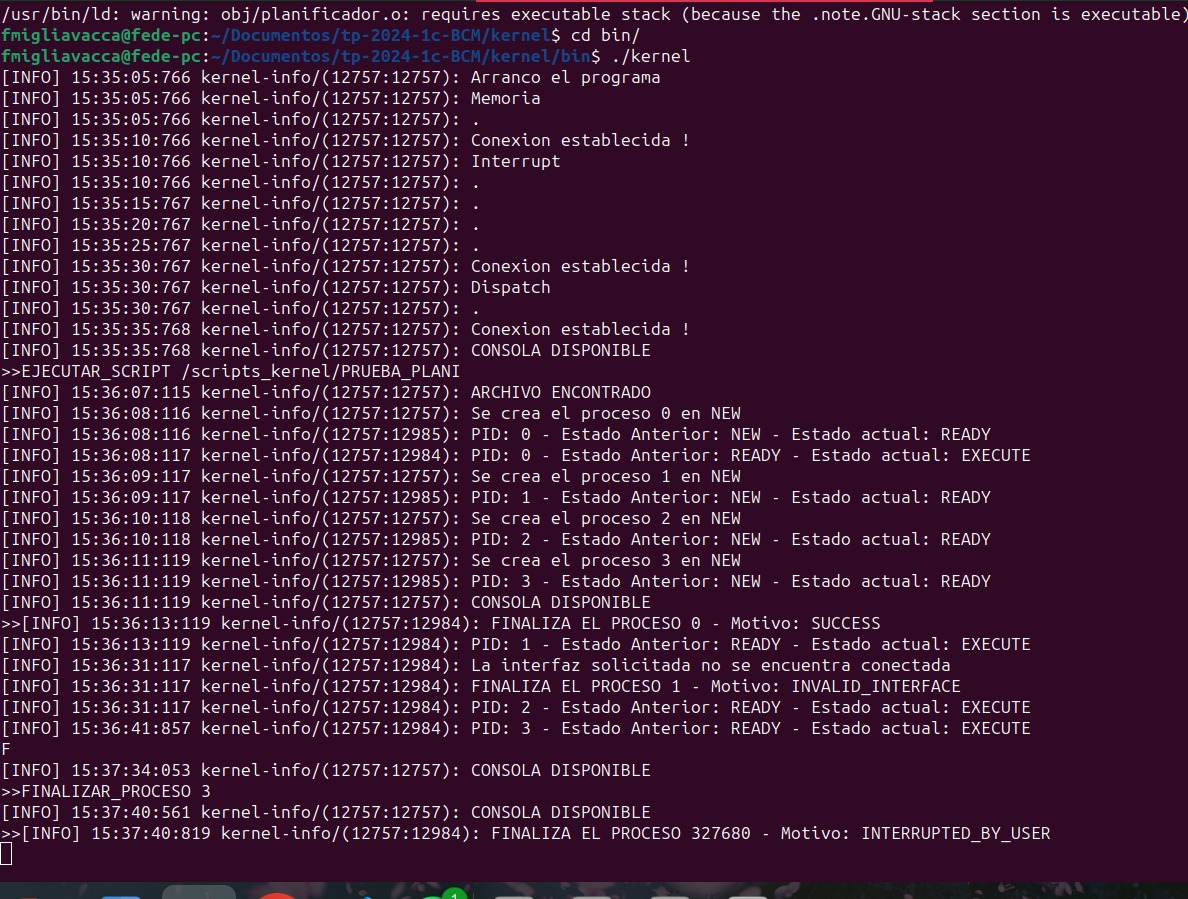 /usr/bin/ld: warning: obj/planificador.o: requires executable stack (because the .note.GNU-stack section is executable)
fmigliavacca@fede-pc:~/Documentos/tp-2024-1c-BCM/kernel$ cd bin/
fmigliavacca@fede-pc:~/Documentos/tp-2024-1c-BCM/kernel/bin$ ./kernel
[INFO] 15:35:05:766 kernel-info/(12757:12757): Arranco el programa
[INFO] 15:35:05:766 kernel-info/(12757:12757): Memoria
[INFO] 15:35:05:766 kernel-info/(12757:12757): .
[INFO] 15:35:10:766 kernel-info/(12757:12757): Conexion establecida !
[INFO] 15:35:10:766 kernel-info/(12757:12757): Interrupt
[INFO] 15:35:10:766 kernel-info/(12757:12757): .
[INFO] 15:35:15:767 kernel-info/(12757:12757): .
[INFO] 15:35:20:767 kernel-info/(12757:12757): .
[INFO] 15:35:25:767 kernel-info/(12757:12757): .
[INFO] 15:35:30:767 kernel-info/(12757:12757): Conexion establecida !
[INFO] 15:35:30:767 kernel-info/(12757:12757): Dispatch
[INFO] 15:35:30:767 kernel-info/(12757:12757): .
[INFO] 15:35:35:768 kernel-info/(12757:12757): Conexion establecida !
[INFO] 15:35:35:768 kernel-info/(12757:12757): CONSOLA DISPONIBLE
>>EJECUTAR_SCRIPT /scripts_kernel/PRUEBA_PLANI
[INFO] 15:36:07:115 kernel-info/(12757:12757): ARCHIVO ENCONTRADO
[INFO] 15:36:08:116 kernel-info/(12757:12757): Se crea el proceso 0 en NEW
[INFO] 15:36:08:116 kernel-info/(12757:12985): PID: 0 - Estado Anterior: NEW - Estado actual: READY
[INFO] 15:36:08:117 kernel-info/(12757:12984): PID: 0 - Estado Anterior: READY - Estado actual: EXECUTE
[INFO] 15:36:09:117 kernel-info/(12757:12757): Se crea el proceso 1 en NEW
[INFO] 15:36:09:117 kernel-info/(12757:12985): PID: 1 - Estado Anterior: NEW - Estado actual: READY
[INFO] 15:36:10:118 kernel-info/(12757:12757): Se crea el proceso 2 en NEW
[INFO] 15:36:10:118 kernel-info/(12757:12985): PID: 2 - Estado Anterior: NEW - Estado actual: READY
[INFO] 15:36:11:119 kernel-info/(12757:12757): Se crea el proceso 3 en NEW
[INFO] 15:36:11:119 kernel-info/(12757:12985): PID: 3 - Estado Anterior: NEW - Estado actual: READY
[INFO] 15:36:11:119 kernel-info/(12757:12757): CONSOLA DISPONIBLE
>>[INFO] 15:36:13:119 kernel-info/(12757:12984): FINALIZA EL PROCESO 0 - Motivo: SUCCESS
[INFO] 15:36:13:119 kernel-info/(12757:12984): PID: 1 - Estado Anterior: READY - Estado actual: EXECUTE
[INFO] 15:36:31:117 kernel-info/(12757:12984): La interfaz solicitada no se encuentra conectada
[INFO] 15:36:31:117 kernel-info/(12757:12984): FINALIZA EL PROCESO 1 - Motivo: INVALID_INTERFACE
[INFO] 15:36:31:117 kernel-info/(12757:12984): PID: 2 - Estado Anterior: READY - Estado actual: EXECUTE
[INFO] 15:36:41:857 kernel-info/(12757:12984): PID: 3 - Estado Anterior: READY - Estado actual: EXECUTE
F
[INFO] 15:37:34:053 kernel-info/(12757:12757): CONSOLA DISPONIBLE
>>FINALIZAR_PROCESO 3
[INFO] 15:37:40:561 kernel-info/(12757:12757): CONSOLA DISPONIBLE
>>[INFO] 15:37:40:819 kernel-info/(12757:12984): FINALIZA EL PROCESO 327680 - Motivo: INTERRUPTED_BY_USER
1